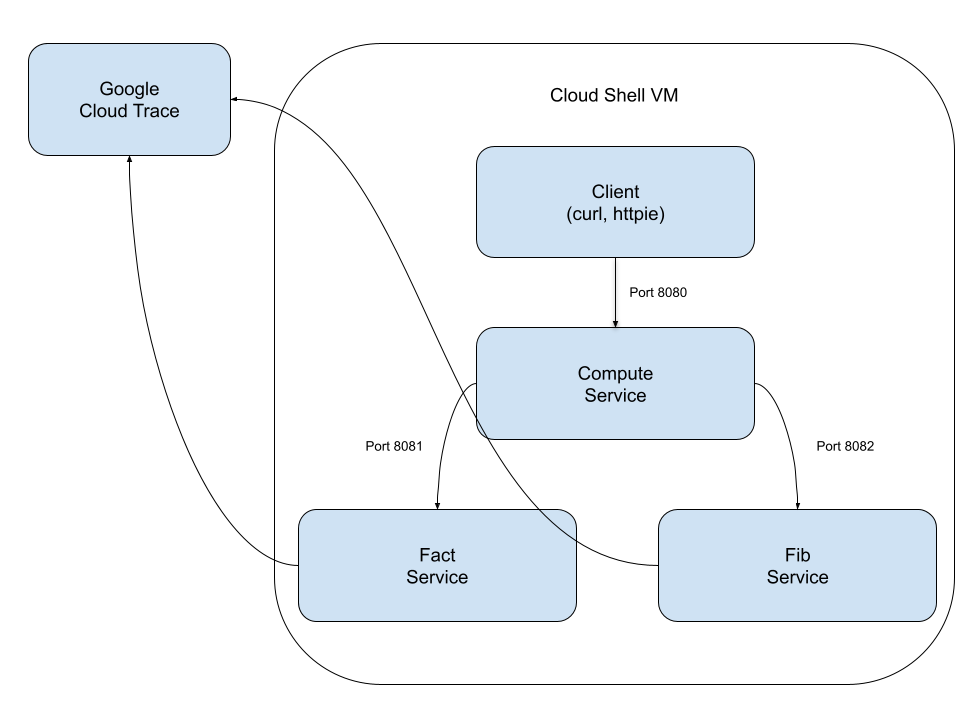 Google
Cloud Trace
Cloud Shell VM
Client
(curl, httpie)
Port 8080
Compute
Service
Port 8081
Port 8082
Fact
Service
Fib
Service